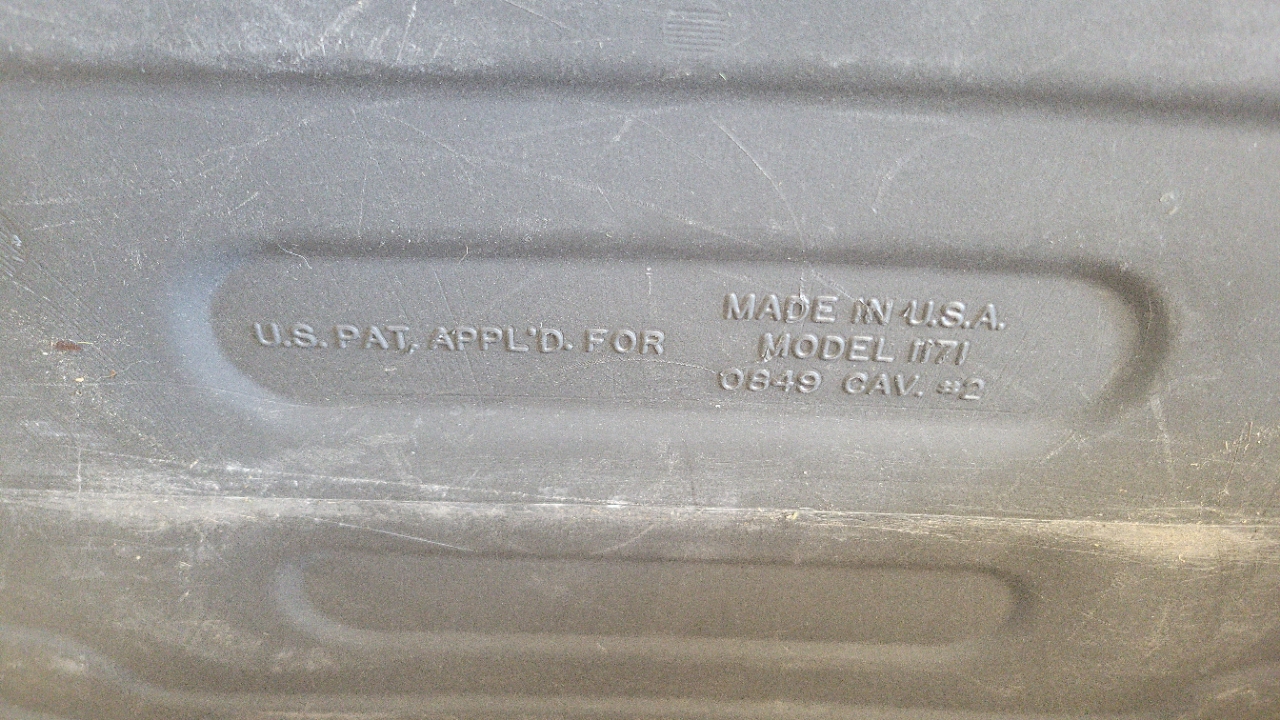 U.S. PAT, APPL'D. FOR
MADE IN U.S.A.
MODEL 1171
0849 CAV. #2